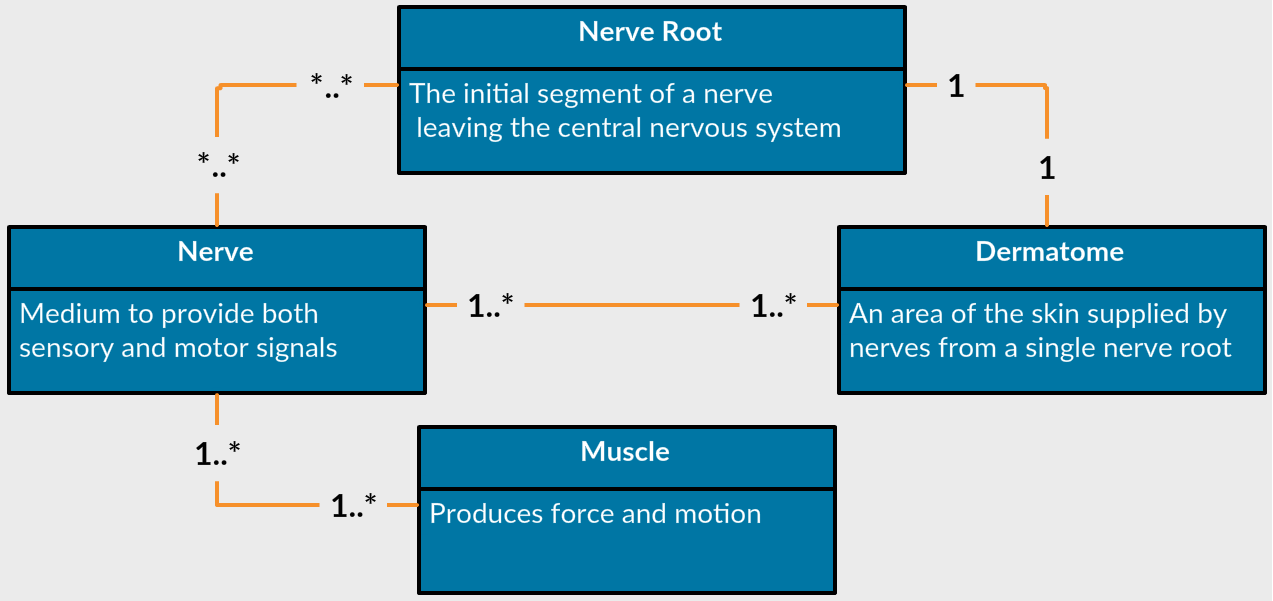 Nerve Root
*..*
1
The initial segment of a nerve
leaving the central nervous system
*..*
1
Nerve
Dermatome
Medium to provide both
sensory and motor signals
1..*
1..*
An area of the skin supplied by
nerves from a single nerve root
1..*
Muscle
1..*
Produces force and motion